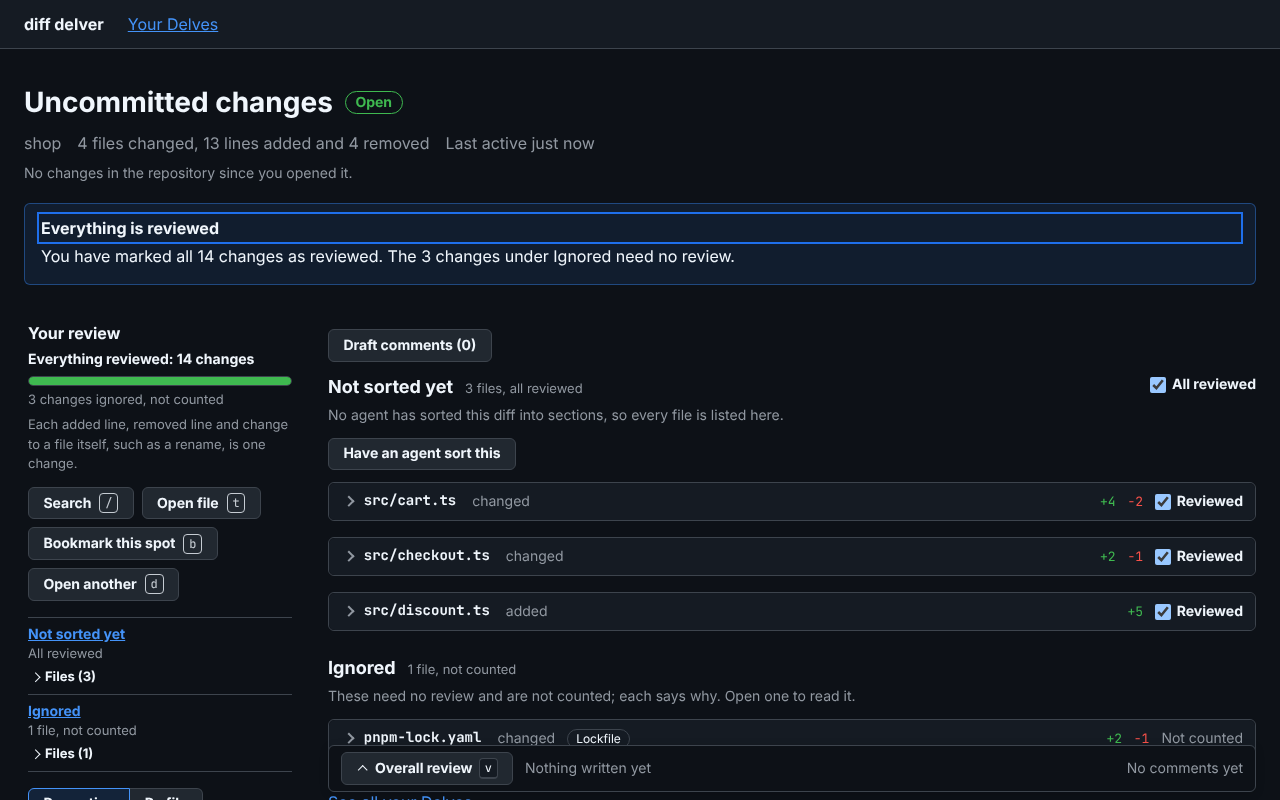 diff delver Your Delves
Uncommitted changes Open
shop 4 files changed, 13 lines added and 4 removed Last active just now
No changes in the repository since you opened it.
Everything is reviewed
You have marked all 14 changes as reviewed. The 3 changes under Ignored need no review.
Your review
Everything reviewed: 14 changes
3 changes ignored, not counted
Each added line, removed line and change
to a file itself, such as a rename, is one
change.
Search /
Open file t
Bookmark this spot b
Open another d
Not sorted yet
All reviewed
Files (3)
Ignored
1 file, not counted
Files (1)
Draft comments (0)
Not sorted yet 3 files, all reviewed All reviewed
No agent has sorted this diff into sections, so every file is listed here.
Have an agent sort this
src/cart.ts changed +4 -2 Reviewed
src/checkout.ts changed +2 -1 Reviewed
src/discount.ts added +5 Reviewed
Ignored 1 file, not counted
These need no review and are not counted; each says why. Open one to read it.
pnpm-lock.yaml changed Lockfile +2 -1 Not counted
Overall review v Nothing written yet No comments yet